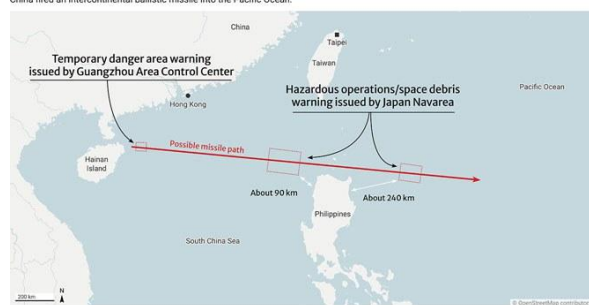 China fired an intercontinental ballistic missile into the Pacific Ocean.
China
Taipei
Taiwan
Temporary danger area warning
issued by Guangzhou Area Control Center
Hazardous operations/space debris
warning issued by Japan Navarea
Pacific Ocean
Hong Kong
Possible missile path
Hainan
Island
About 90 km
About 240 km
Philippines
South China Sea
200 km
N
© OpenStreetMap contributors